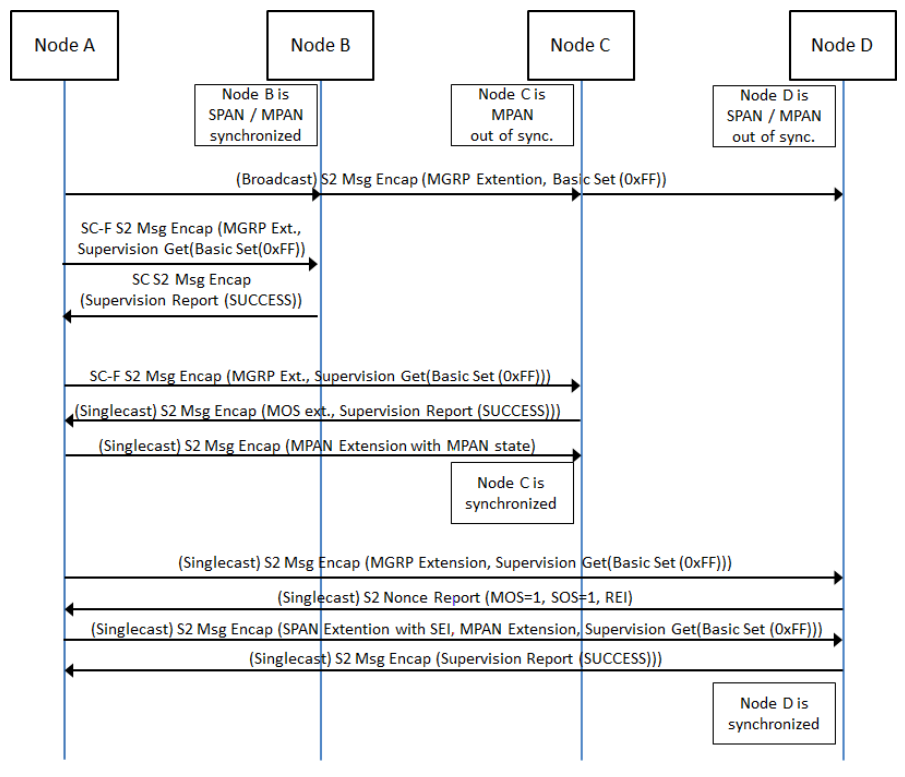 Node A
Node B
Node C
Node D
Node B is
SPAN / MPAN
synchronized
Node C is
MPAN
out of sync.
Node D is
SPAN / MPAN
out of sync.
(Broadcast) S2 Msg Encap (MGRP Extention, Basic Set (0xFF))
SC-F S2 Msg Encap (MGRP Ext.,
Supervision Get(Basic Set(0xFF))
SC S2 Msg Encap
(Supervision Report (SUCCESS))
SC-F S2 Msg Encap (MGRP Ext., Supervision Get(Basic Set (0xFF)))
(Singlecast) S2 Msg Encap (MOS ext., Supervision Report (SUCCESS)))
(Singlecast) S2 Msg Encap (MPAN Extension with MPAN state)
Node C is
synchronized
(Singlecast) S2 Msg Encap (MGRP Extension, Supervision Get(Basic Set (0xFF)))
(Singlecast) S2 Nonce Report (MOS=1, SOS=1, REI)
(Singlecast) S2 Msg Encap (SPAN Extention with SEI, MPAN Extension, Supervision Get(Basic Set (0xFF)))
(Singlecast) S2 Msg Encap (Supervision Report (SUCCESS)))
Node D is
synchronized